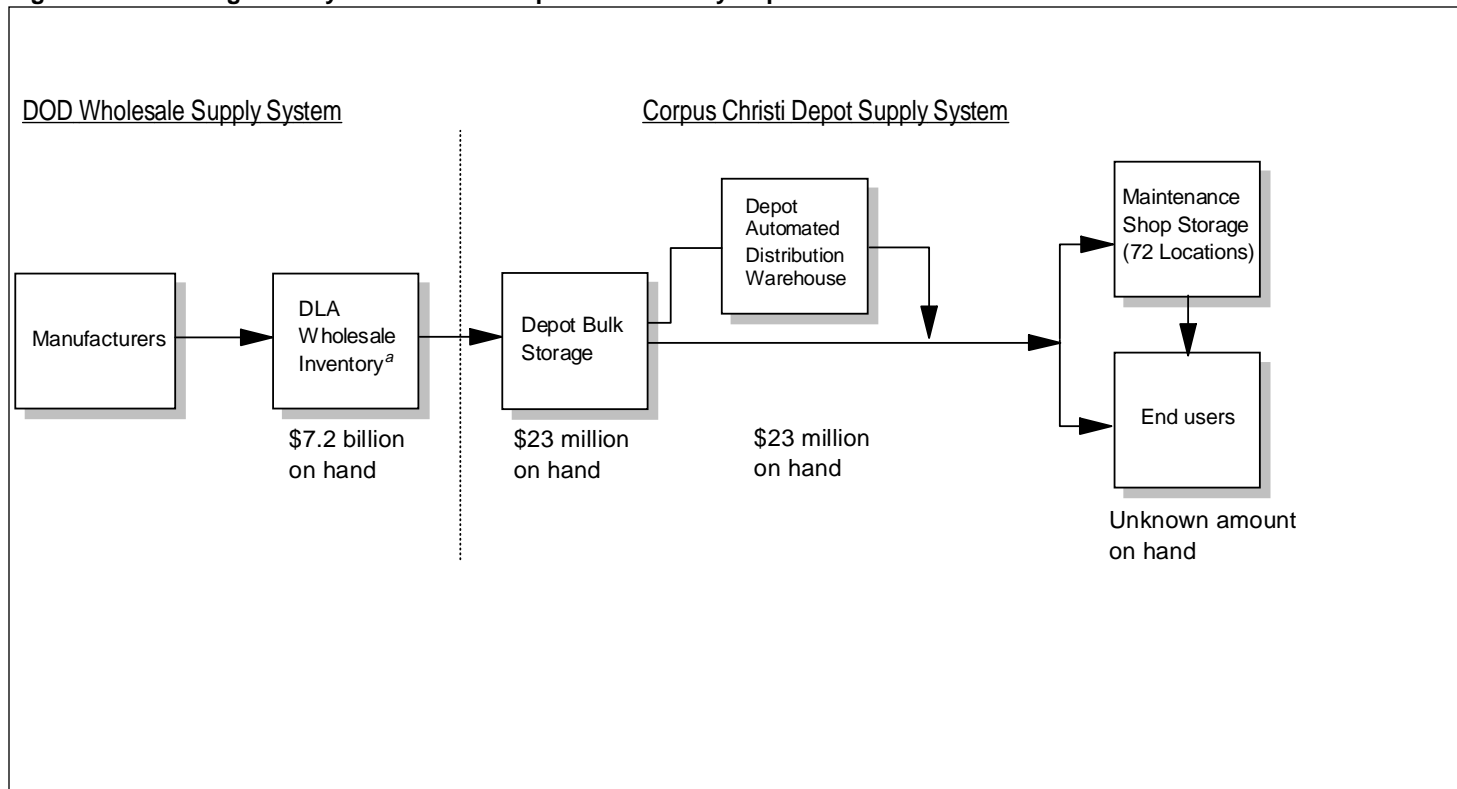 DOD Wholesale Supply System
Corpus Christi Depot Supply System
Manufacturers
DLA
Wholesale
Inventorya
$7.2 billion
on hand
Depot Bulk
Storage
$23 million
on hand
Depot
Automated
Distribution
Warehouse
$23 million
on hand
Maintenance
Shop Storage
(72 Locations)
End users
Unknown amount
on hand